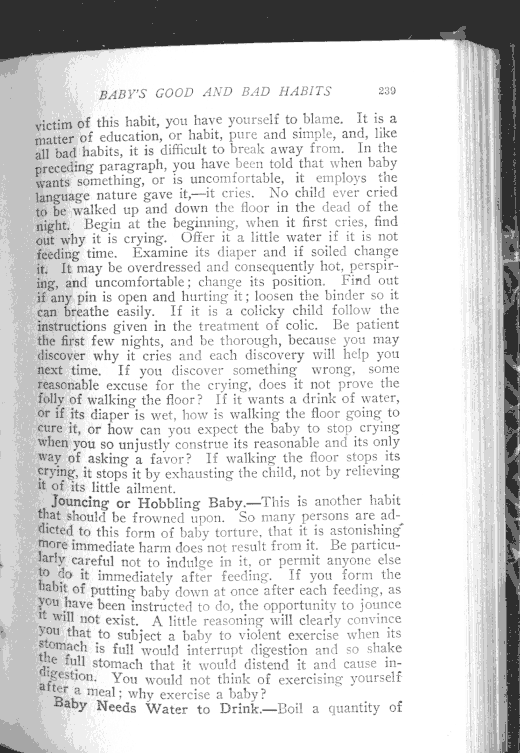 BABY'S GOOD AND BAD HABITS 239
victim of this habit, you have yourself to blame. It is a
matter of education, or habit, pure and simple, and, like
all bad habits, it is difficult to break away from. In the
preceding paragraph, you have been told that when baby
wants something, or is uncomfortable, it employs the
language nature gave it,—it cries. No child ever cried
to be walked up and down the floor in the dead of the
night. Begin at the beginning, when it first cries, find
out why it is crying. Offer it a little water if it is not
feeding time. Examine its diaper and if soiled change
it. It may be overdressed and consequently hot, perspir-
ing, and uncomfortable; change its position. Find out
if any pin is open and hurting it; loosen the binder so it
can breathe easily. If it is a colicky child follow the
instructions given in the treatment of colic. Be patient
the first few nights, and be thorough, because you may
discover why it cries and each discovery will help you
next time. If you discover something wrong, some
reasonable excuse for the crying, does it not prove the
folly of walking the floor? If it wants a drink of water,
or if its diaper is wet, how is walking the floor going to
cure it, or how can you expect the baby to stop crying
when you so unjustly construe its reasonable and its only
way of asking a favor? If walking the floor stops its
crying, it stops it by exhausting the child, not by relieving
it of its little ailment.
Jouncing or Hobbling Baby.—This is another habit
that should be frowned upon. So many persons are ad-
dicted to this form of baby torture, that it is astonishing
more immediate harm does not result from it. Be particu-
larly careful not to indulge in it, or permit anyone else
to do it immediately after feeding. If you form the
habit of putting baby down at once after each feeding, as
you have been instructed to do, the opportunity to jounce
it will not exist. A little reasoning will clearly convince
you that to subject a baby to violent exercise when its
stomach is full would interrupt digestion and so shake
the full stomach that it would distend it and cause in-
digestion. You would not think of exercising yourself
after a meal; why exercise a baby?
Baby Needs Water to Drink.—Boil a quantity of